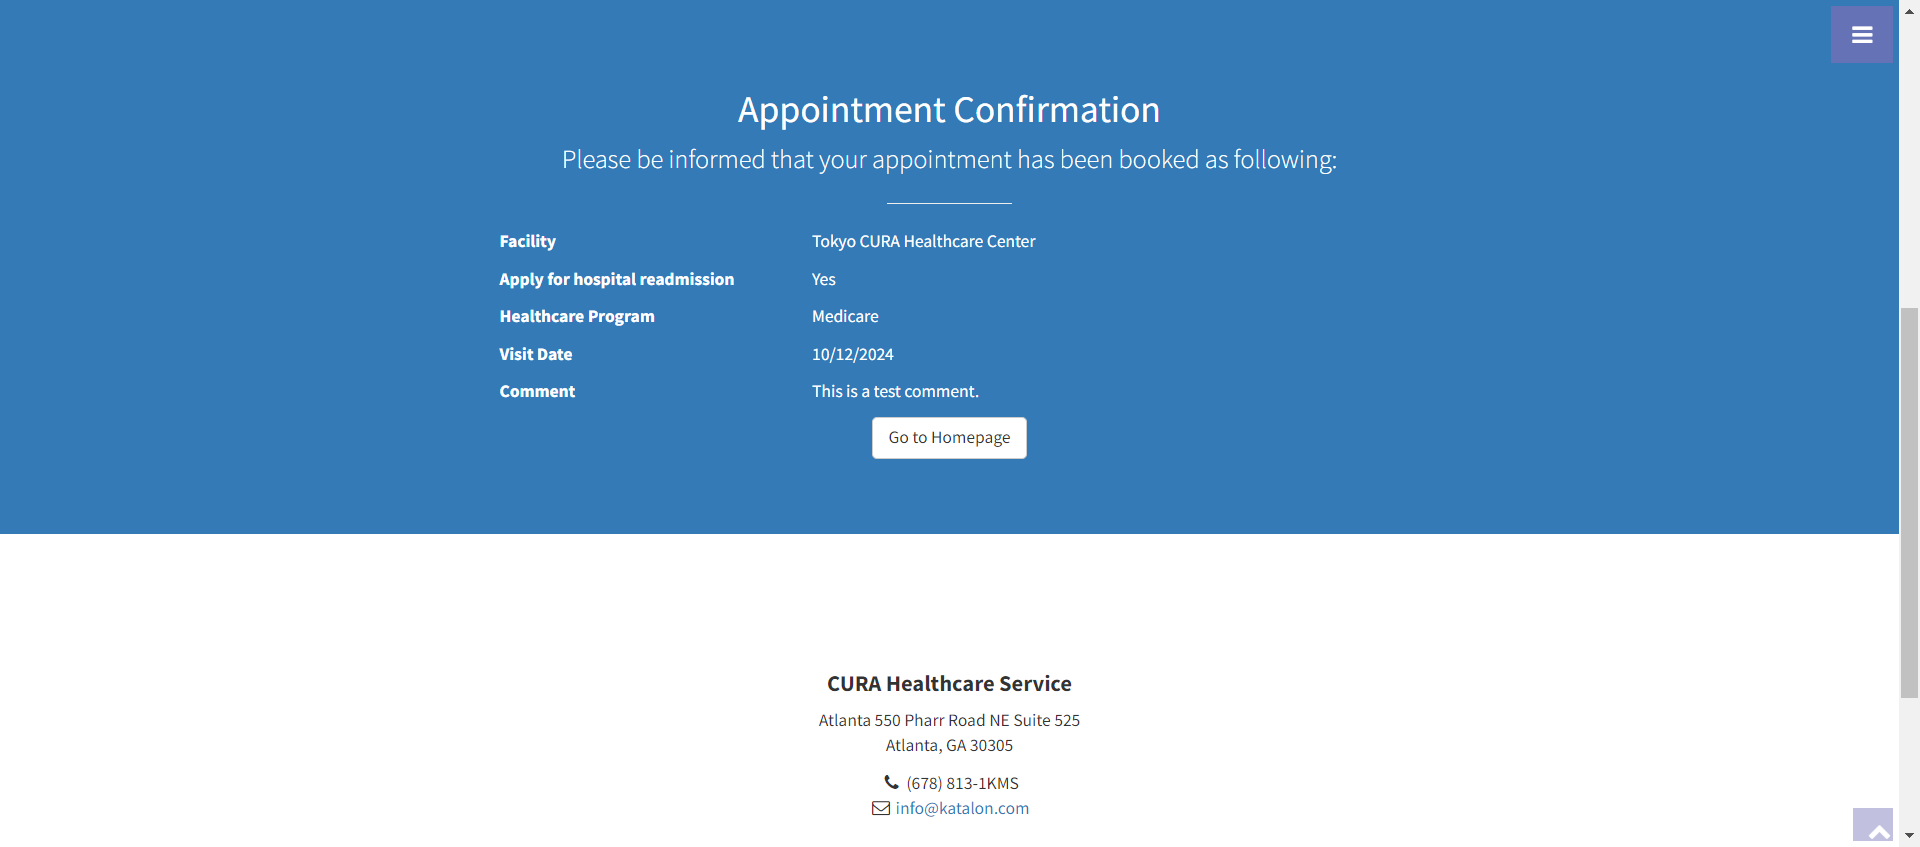 Appointment Confirmation
Please be informed that your appointment has been booked as following:
Facility Tokyo CURA Healthcare Center
Apply for hospital readmission Yes
Healthcare Program Medicare
Visit Date 10/12/2024
Comment This is a test comment.
Go to Homepage
CURA Healthcare Service
Atlanta 550 Pharr Road NE Suite 525
Atlanta, GA 30305
(678) 813-1KMS
info@katalon.com